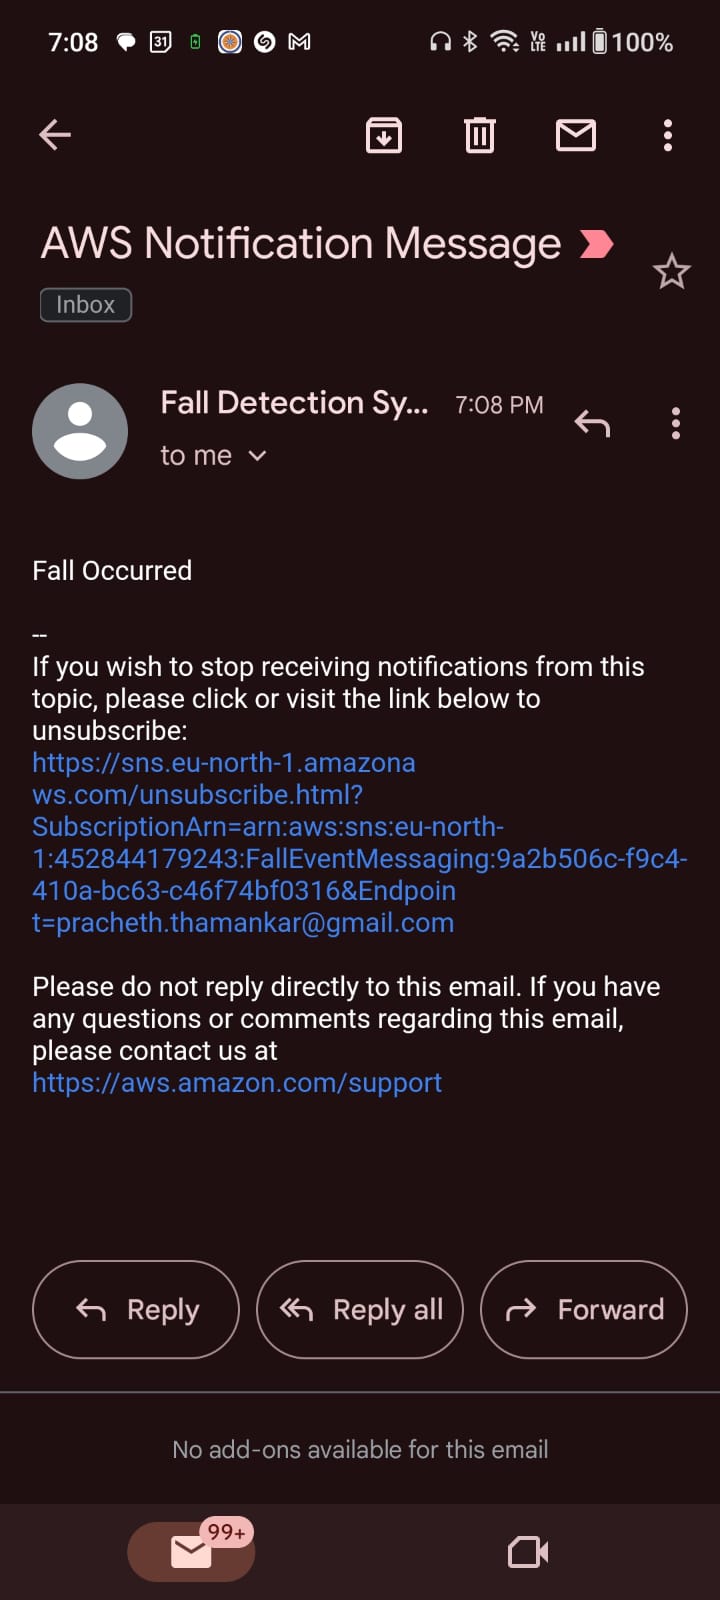 7:08 31 Vo LTE 100%
AWS Notification Message
Inbox
Fall Detection Sy... 7:08 PM
to me
Fall Occurred
--
If you wish to stop receiving notifications from this
topic, please click or visit the link below to
unsubscribe:
https://sns.eu-north-1.amazona
ws.com/unsubscribe.html?
SubscriptionArn=arn:aws:sns:eu-north-
1:452844179243:FallEventMessaging:9a2b506c-f9c4-
410a-bc63-c46f74bf0316&Endpoin
t=pracheth.thamankar@gmail.com
Please do not reply directly to this email. If you have
any questions or comments regarding this email,
please contact us at
https://aws.amazon.com/support
Reply Reply all Forward
No add-ons available for this email
99+